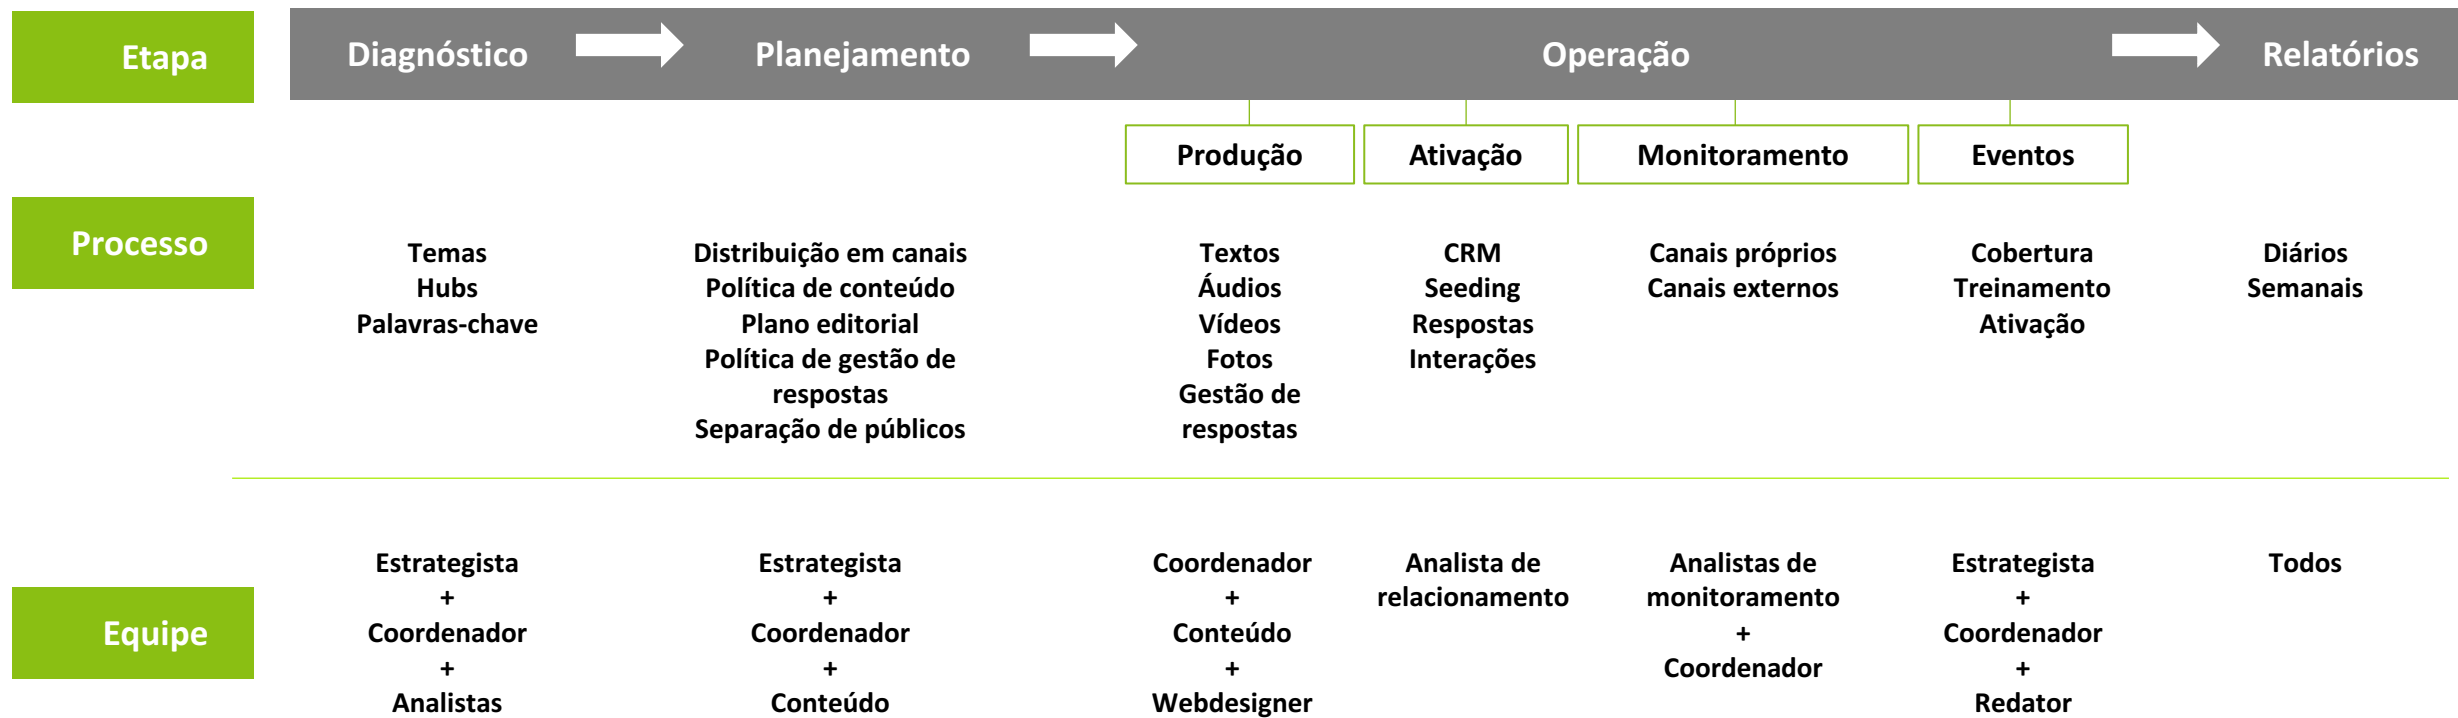 Etapa
Diagnóstico
Planejamento
Operação
Relatórios
Produção
Ativação
Monitoramento
Eventos
Processo
Temas
Hubs
Palavras-chave
Distribuição em canais
Política de conteúdo
Plano editorial
Política de gestão de
respostas
Separação de públicos
Textos
Áudios
Vídeos
Fotos
Gestão de
respostas
CRM
Seeding
Respostas
Interações
Canais próprios
Canais externos
Cobertura
Treinamento
Ativação
Diários
Semanais
Equipe
Estrategista
+
Coordenador
+
Analistas
Estrategista
+
Coordenador
+
Conteúdo
Coordenador
+
Conteúdo
+
Webdesigner
Analista de
relacionamento
Analistas de
monitoramento
+
Coordenador
Estrategista
+
Coordenador
+
Redator
Todos